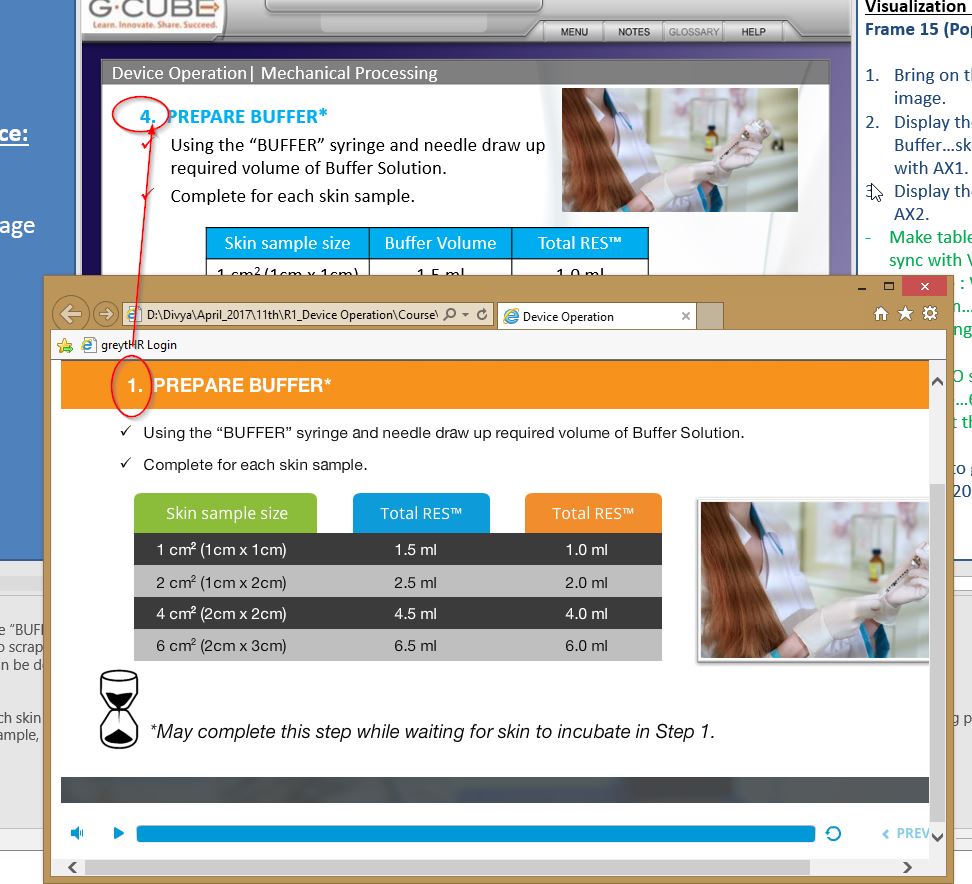 G-CUBE
Learn. Innovate. Share. Succeed.
MENU
NOTES
GLOSSARY
HELP
Visualization
Frame 15 (Po
Device Operation| Mechanical Processing
4. PREPARE BUFFER*
✓ Using the “BUFFER” syringe and needle draw up
required volume of Buffer Solution.
✓ Complete for each skin sample.
Skin sample size Buffer Volume Total RES™
1 cm² (1cm x 1cm) 1.5 ml 1.0 ml
1. Bring on th
image.
2. Display the
Buffer...sk
with AX1.
3. Display the
AX2.
- Make table
sync with V
ce:
age
D:\Divya\April_2017\11th\R1_Device Operation\Course\
Device Operation
greytHR Login
1. PREPARE BUFFER*
✓ Using the “BUFFER” syringe and needle draw up required volume of Buffer Solution.
✓ Complete for each skin sample.
Skin sample size Total RES™ Total RES™
1 cm² (1cm x 1cm) 1.5 ml 1.0 ml
2 cm² (1cm x 2cm) 2.5 ml 2.0 ml
4 cm² (2cm x 2cm) 4.5 ml 4.0 ml
6 cm² (2cm x 3cm) 6.5 ml 6.0 ml
*May complete this step while waiting for skin to incubate in Step 1.
PREV
e “BUF
o scrap
n be d
ch skin
ample,